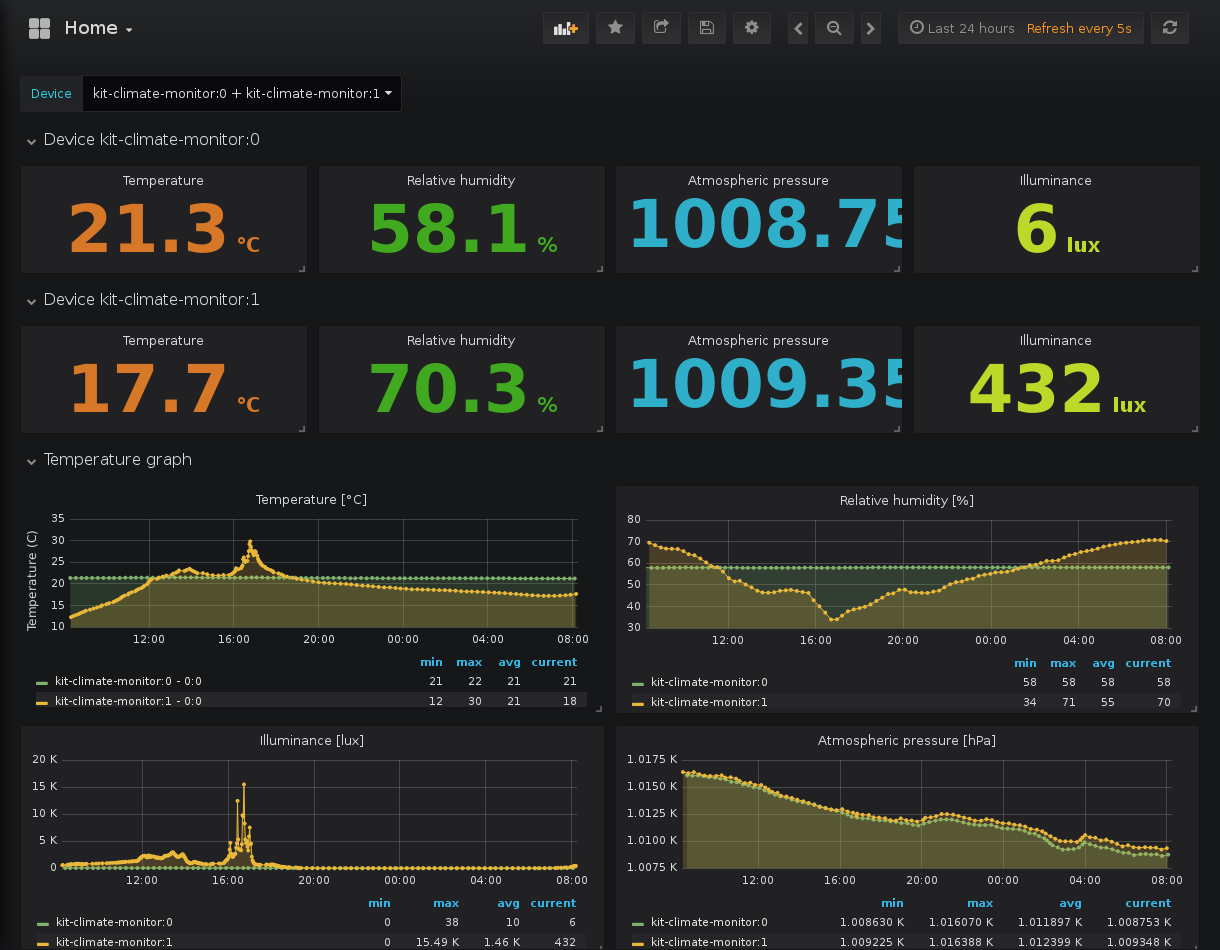 Home
Last 24 hours Refresh every 5s
Device kit-climate-monitor:0 + kit-climate-monitor:1
Device kit-climate-monitor:0
Temperature Relative humidity Atmospheric pressure Illuminance
21.3 °C 58.1 % 1008.75 6 lux
Device kit-climate-monitor:1
Temperature Relative humidity Atmospheric pressure Illuminance
17.7 °C 70.3 % 1009.35 432 lux
Temperature graph
Temperature [°C]
Temperature (C)
35
30
25
20
15
10
12:00 16:00 20:00 00:00 04:00 08:00
min max avg current
kit-climate-monitor:0 - 0:0 21 22 21 21
kit-climate-monitor:1 - 0:0 12 30 21 18
Relative humidity [%]
80
70
60
50
40
30
12:00 16:00 20:00 00:00 04:00 08:00
min max avg current
kit-climate-monitor:0 58 58 58 58
kit-climate-monitor:1 34 71 55 70
Illuminance [lux]
20 K
15 K
10 K
5 K
0
12:00 16:00 20:00 00:00 04:00 08:00
min max avg current
kit-climate-monitor:0 0 38 10 6
kit-climate-monitor:1 0 15.49 K 1.46 K 432
Atmospheric pressure [hPa]
1.0175 K
1.0150 K
1.0125 K
1.0100 K
1.0075 K
12:00 16:00 20:00 00:00 04:00 08:00
min max avg current
kit-climate-monitor:0 1.008630 K 1.016070 K 1.011897 K 1.008753 K
kit-climate-monitor:1 1.009225 K 1.016388 K 1.012399 K 1.009348 K